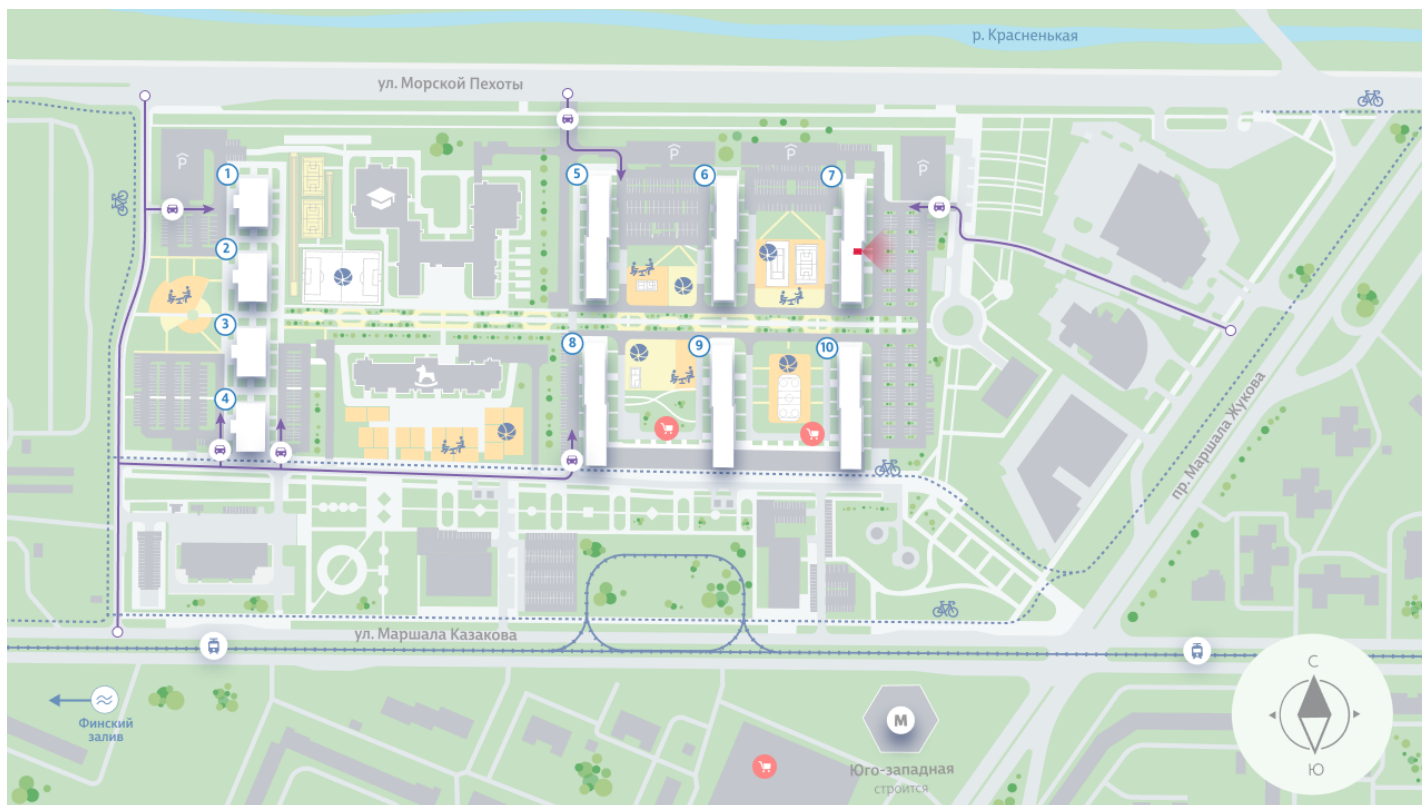 р. Красненькая
ул. Морской Пехоты
P
P
P
P
1
2
3
4
5
6
7
8
9
10
пр. Маршала Жукова
ул. Маршала Казакова
Финский
залив
М
Юго-западная
строится
С
Ю